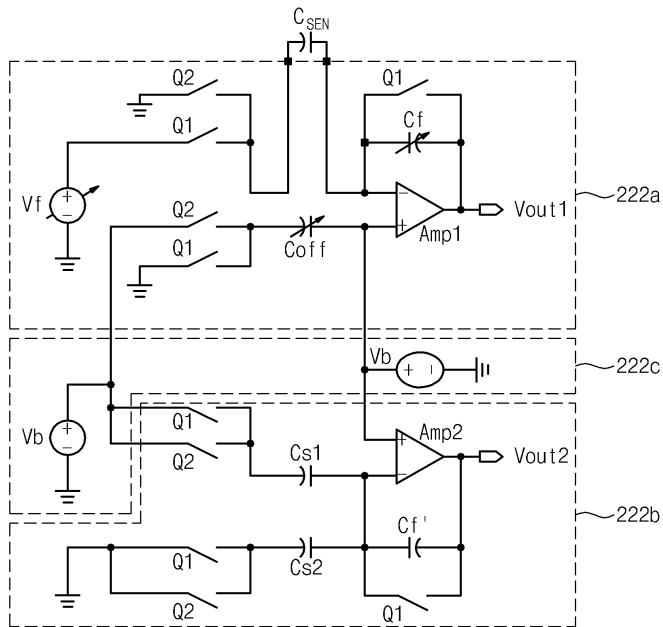 C_SEN
Q2
Q1
Q1
Cf
Vf
+
−
−
+
Amp1
Vout1
222a
Q2
Q1
Coff
Vb
+
−
222c
Vb
+
−
Q1
Q2
Cs1
+
−
Amp2
Vout2
Q1
Q2
Cs2
Cf'
Q1
222b